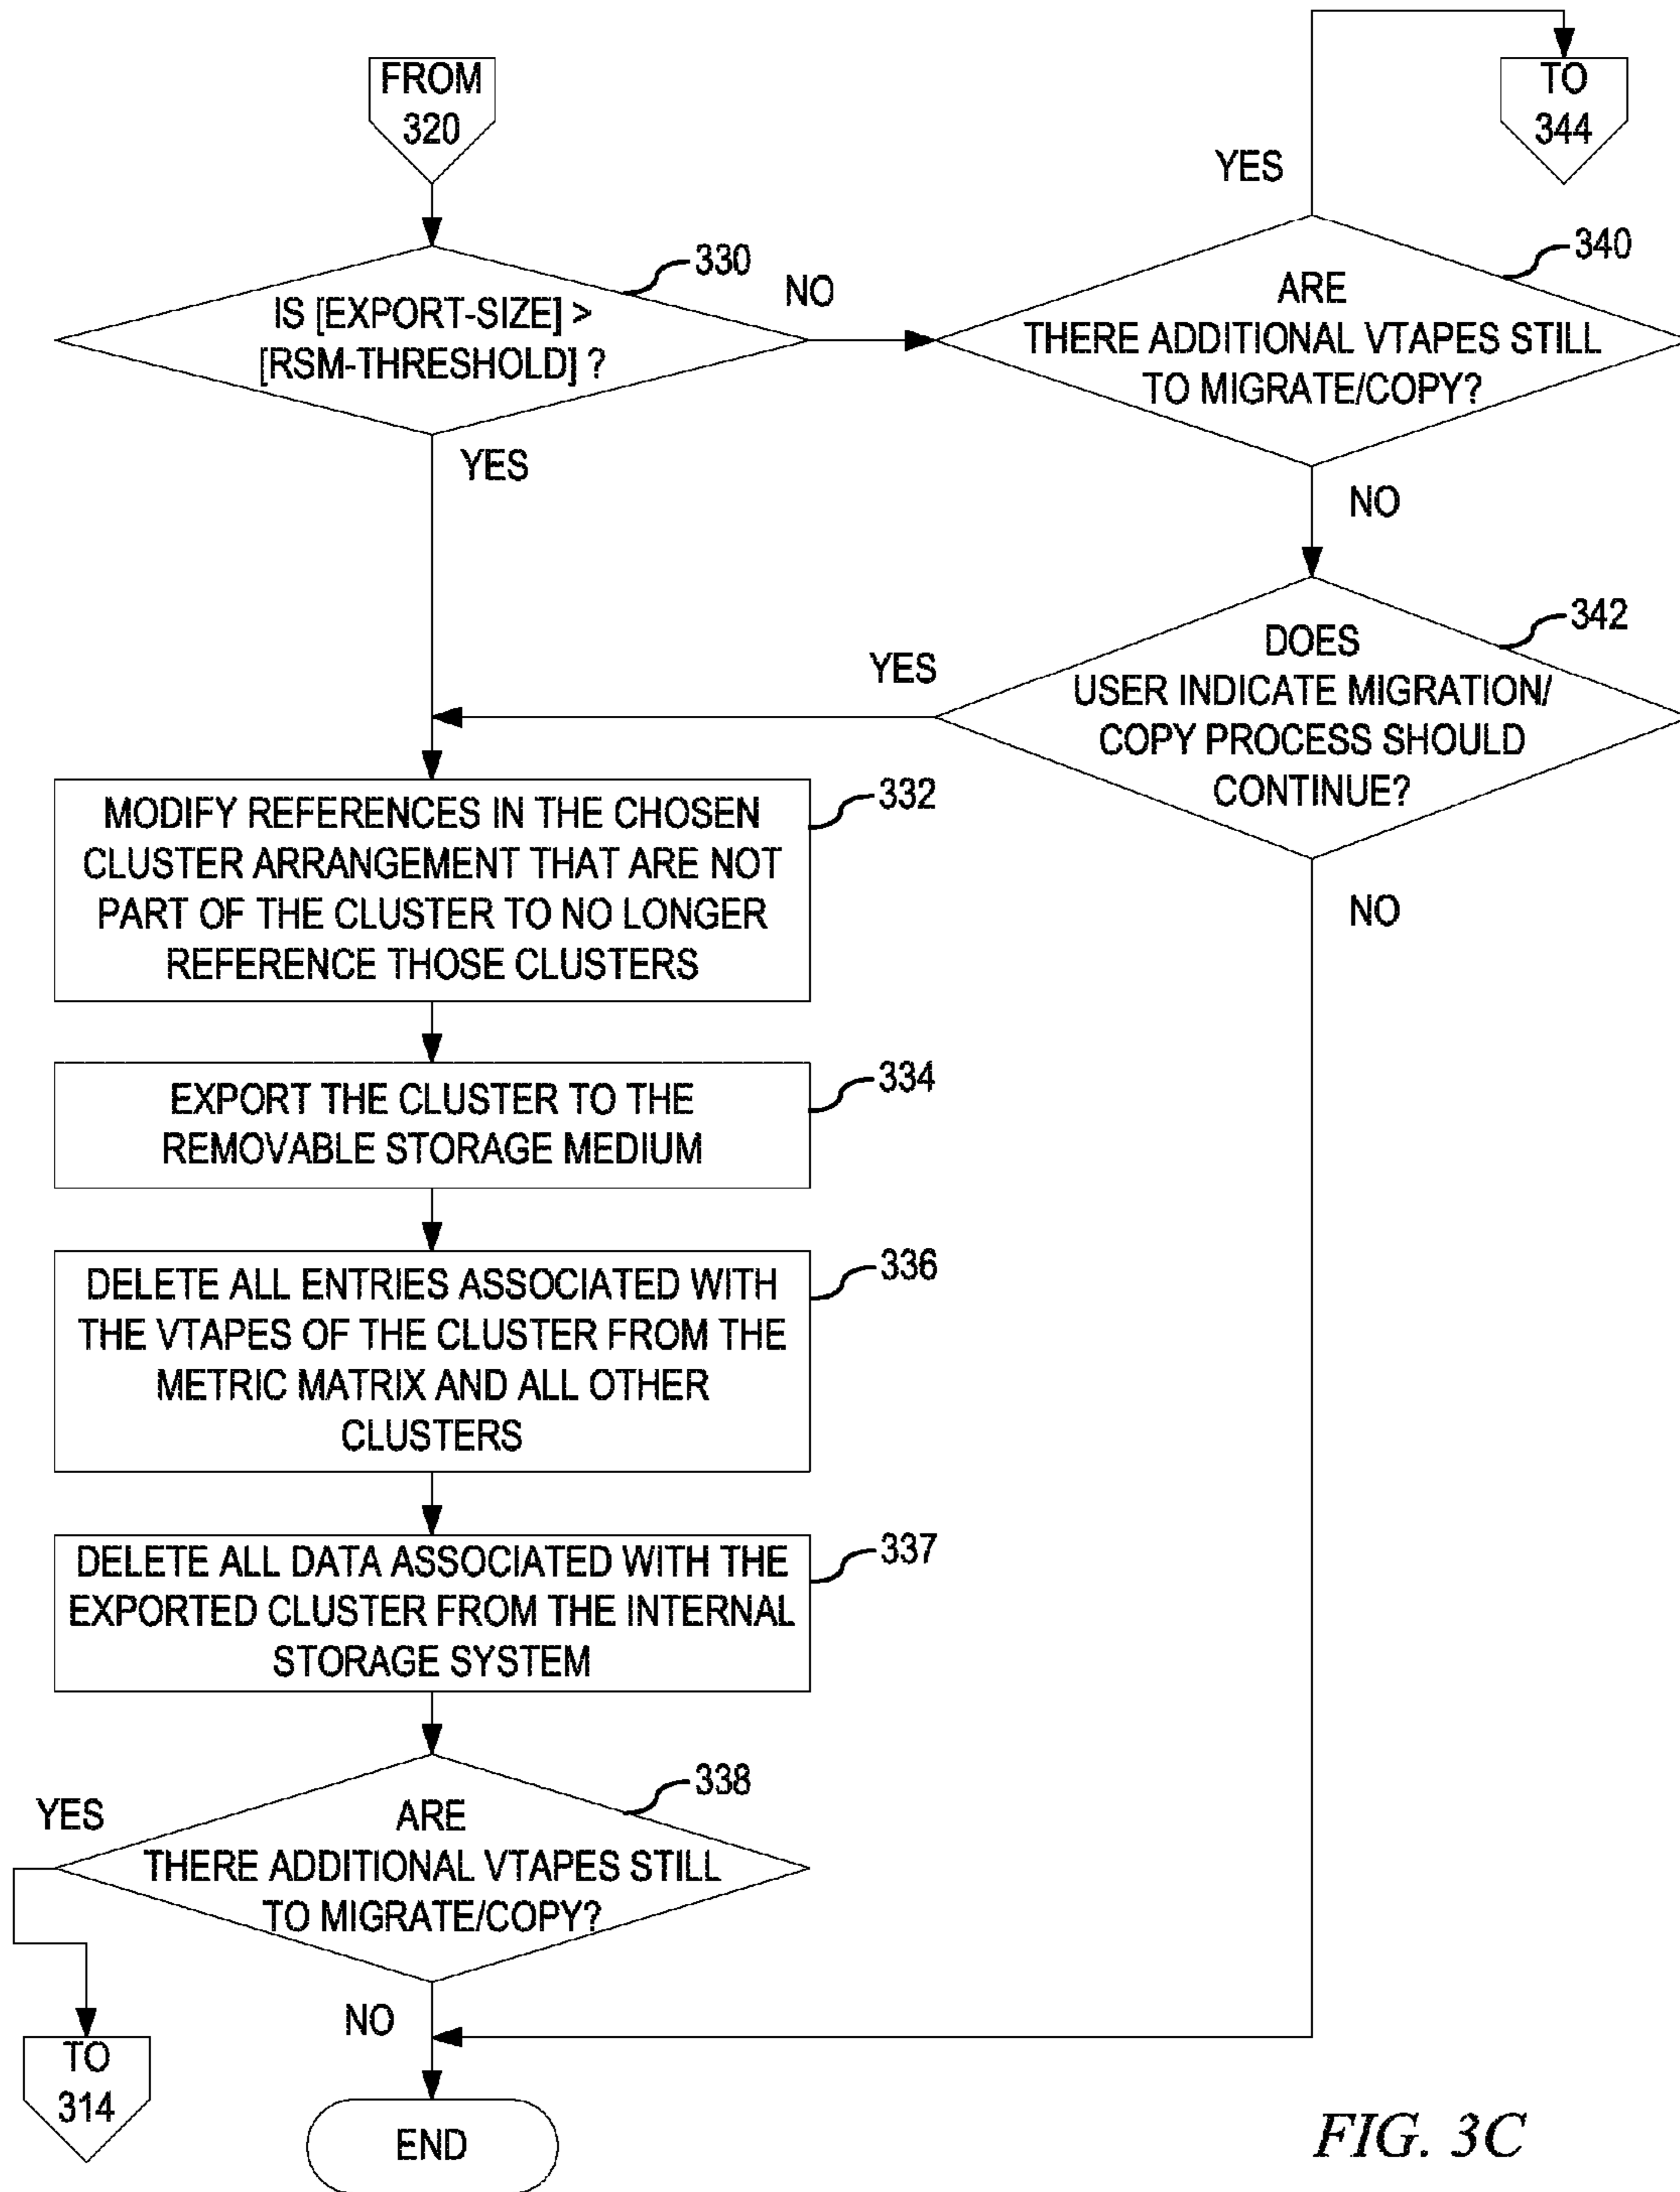 FROM
320
TO
344
YES
330
IS [EXPORT-SIZE] >
[RSM-THRESHOLD] ?
NO
YES
340
ARE
THERE ADDITIONAL VTAPES STILL
TO MIGRATE/COPY?
NO
342
DOES
USER INDICATE MIGRATION/
COPY PROCESS SHOULD
CONTINUE?
YES
NO
332
MODIFY REFERENCES IN THE CHOSEN
CLUSTER ARRANGEMENT THAT ARE NOT
PART OF THE CLUSTER TO NO LONGER
REFERENCE THOSE CLUSTERS
334
EXPORT THE CLUSTER TO THE
REMOVABLE STORAGE MEDIUM
336
DELETE ALL ENTRIES ASSOCIATED WITH
THE VTAPES OF THE CLUSTER FROM THE
METRIC MATRIX AND ALL OTHER
CLUSTERS
337
DELETE ALL DATA ASSOCIATED WITH THE
EXPORTED CLUSTER FROM THE INTERNAL
STORAGE SYSTEM
338
YES
ARE
THERE ADDITIONAL VTAPES STILL
TO MIGRATE/COPY?
NO
TO
314
END
FIG. 3C